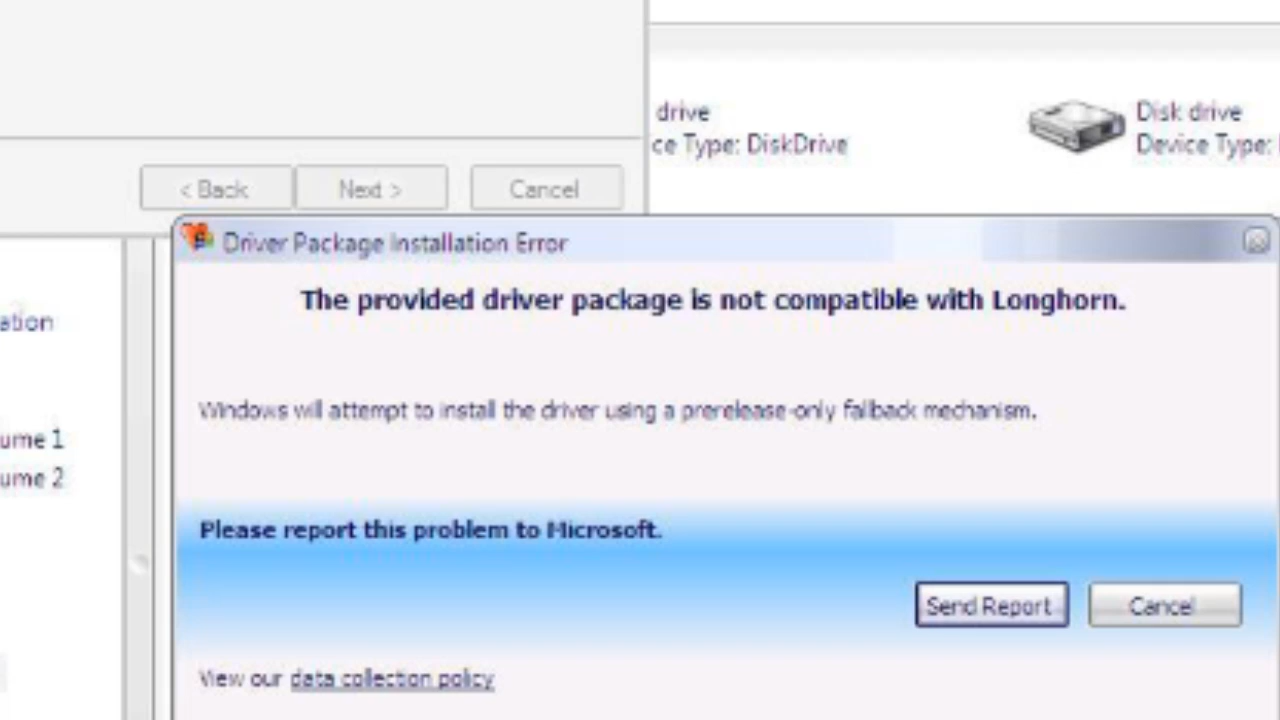 drive
ce Type: DiskDrive
Disk drive
Device Type:
< Back
Next >
Cancel
Driver Package Installation Error
The provided driver package is not compatible with Longhorn.
ation
Windows will attempt to install the driver using a prerelease-only fallback mechanism.
ume 1
ume 2
Please report this problem to Microsoft.
Send Report
Cancel
View our data collection policy